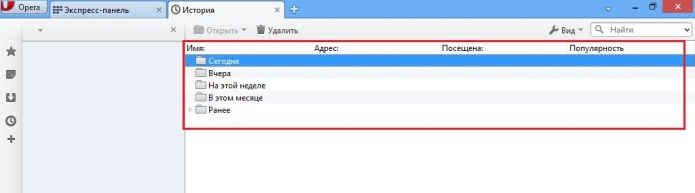 Opera Экспресс-панель История
Открыть Удалить Вид Найти
Имя: Адрес: Посещена: Популярность
Сегодня
Вчера
На этой неделе
В этом месяце
Ранее